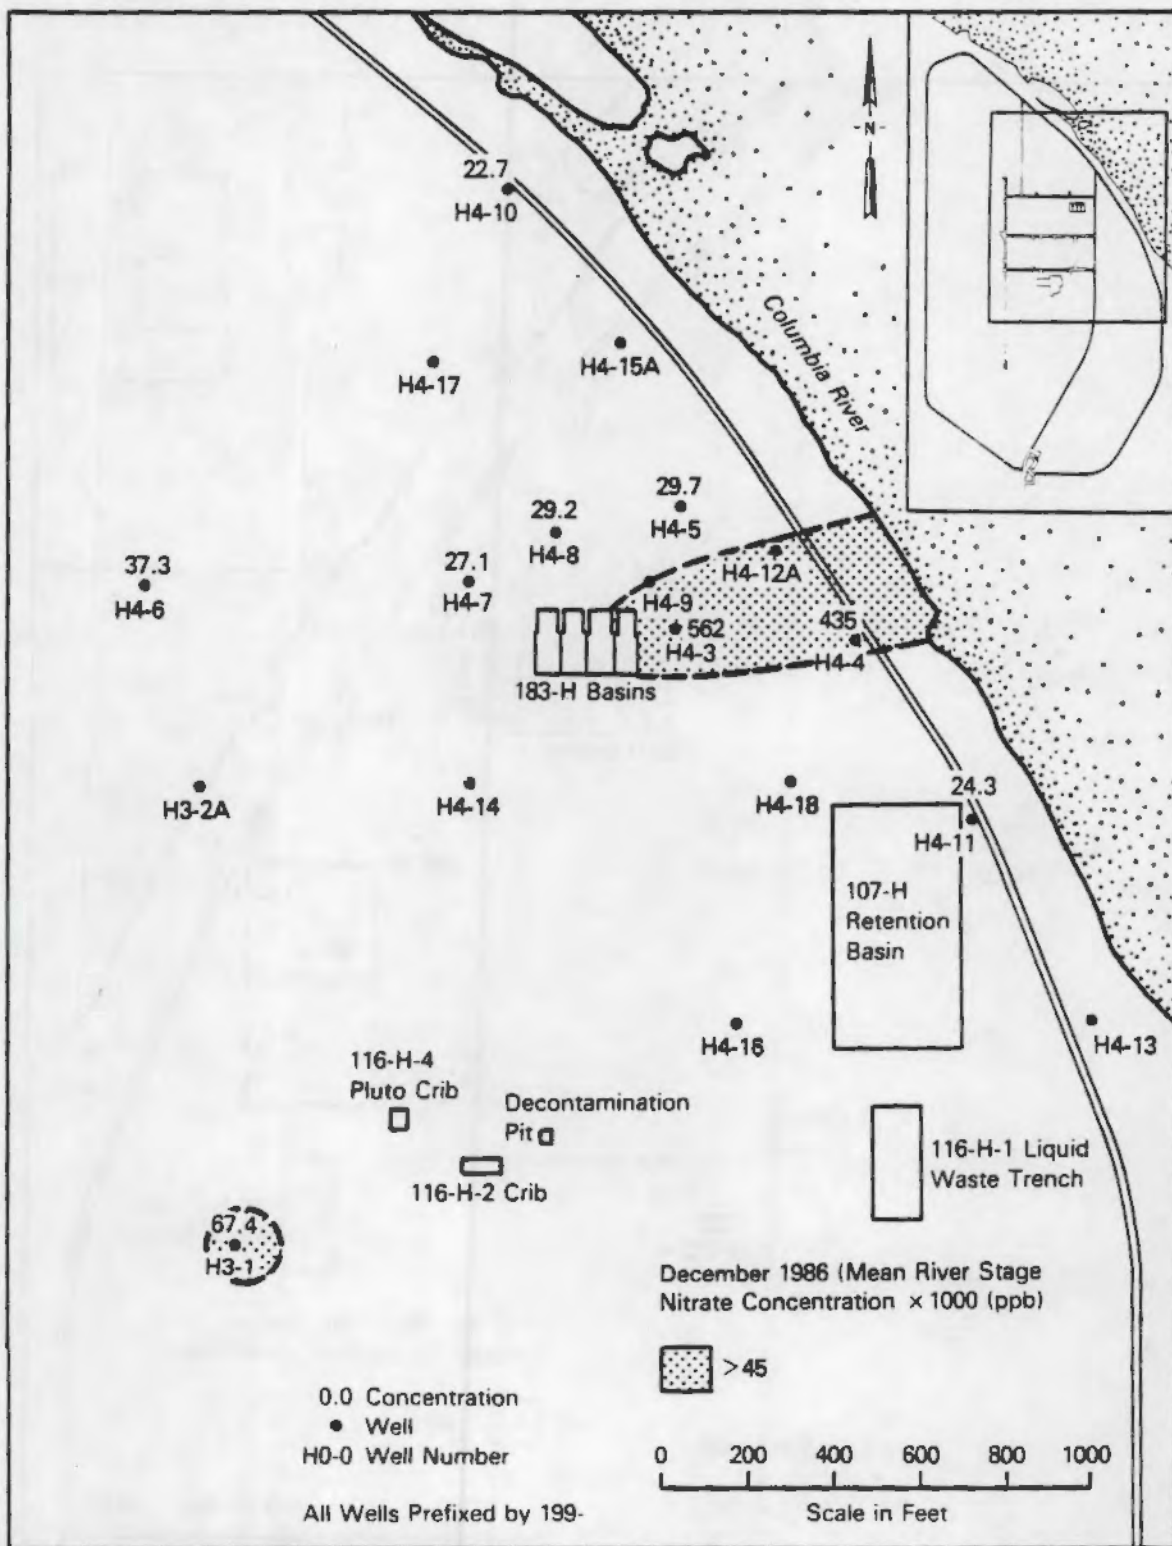 N
22.7
H4-10
Columbia River
H4-17
H4-15A
29.7
H4-5
29.2
H4-8
37.3
H4-6
27.1
H4-7
H4-12A
H4-9
562
H4-3
435
H4-4
183-H Basins
H3-2A
H4-14
H4-18
24.3
H4-11
107-H
Retention
Basin
H4-16
H4-13
116-H-4
Pluto Crib
Decontamination
Pit
116-H-2 Crib
116-H-1 Liquid
Waste Trench
67.4
H3-1
December 1986 (Mean River Stage
Nitrate Concentration × 1000 (ppb)
>45
0.0 Concentration
Well
H0-0 Well Number
0 200 400 600 800 1000
Scale in Feet
All Wells Prefixed by 199-